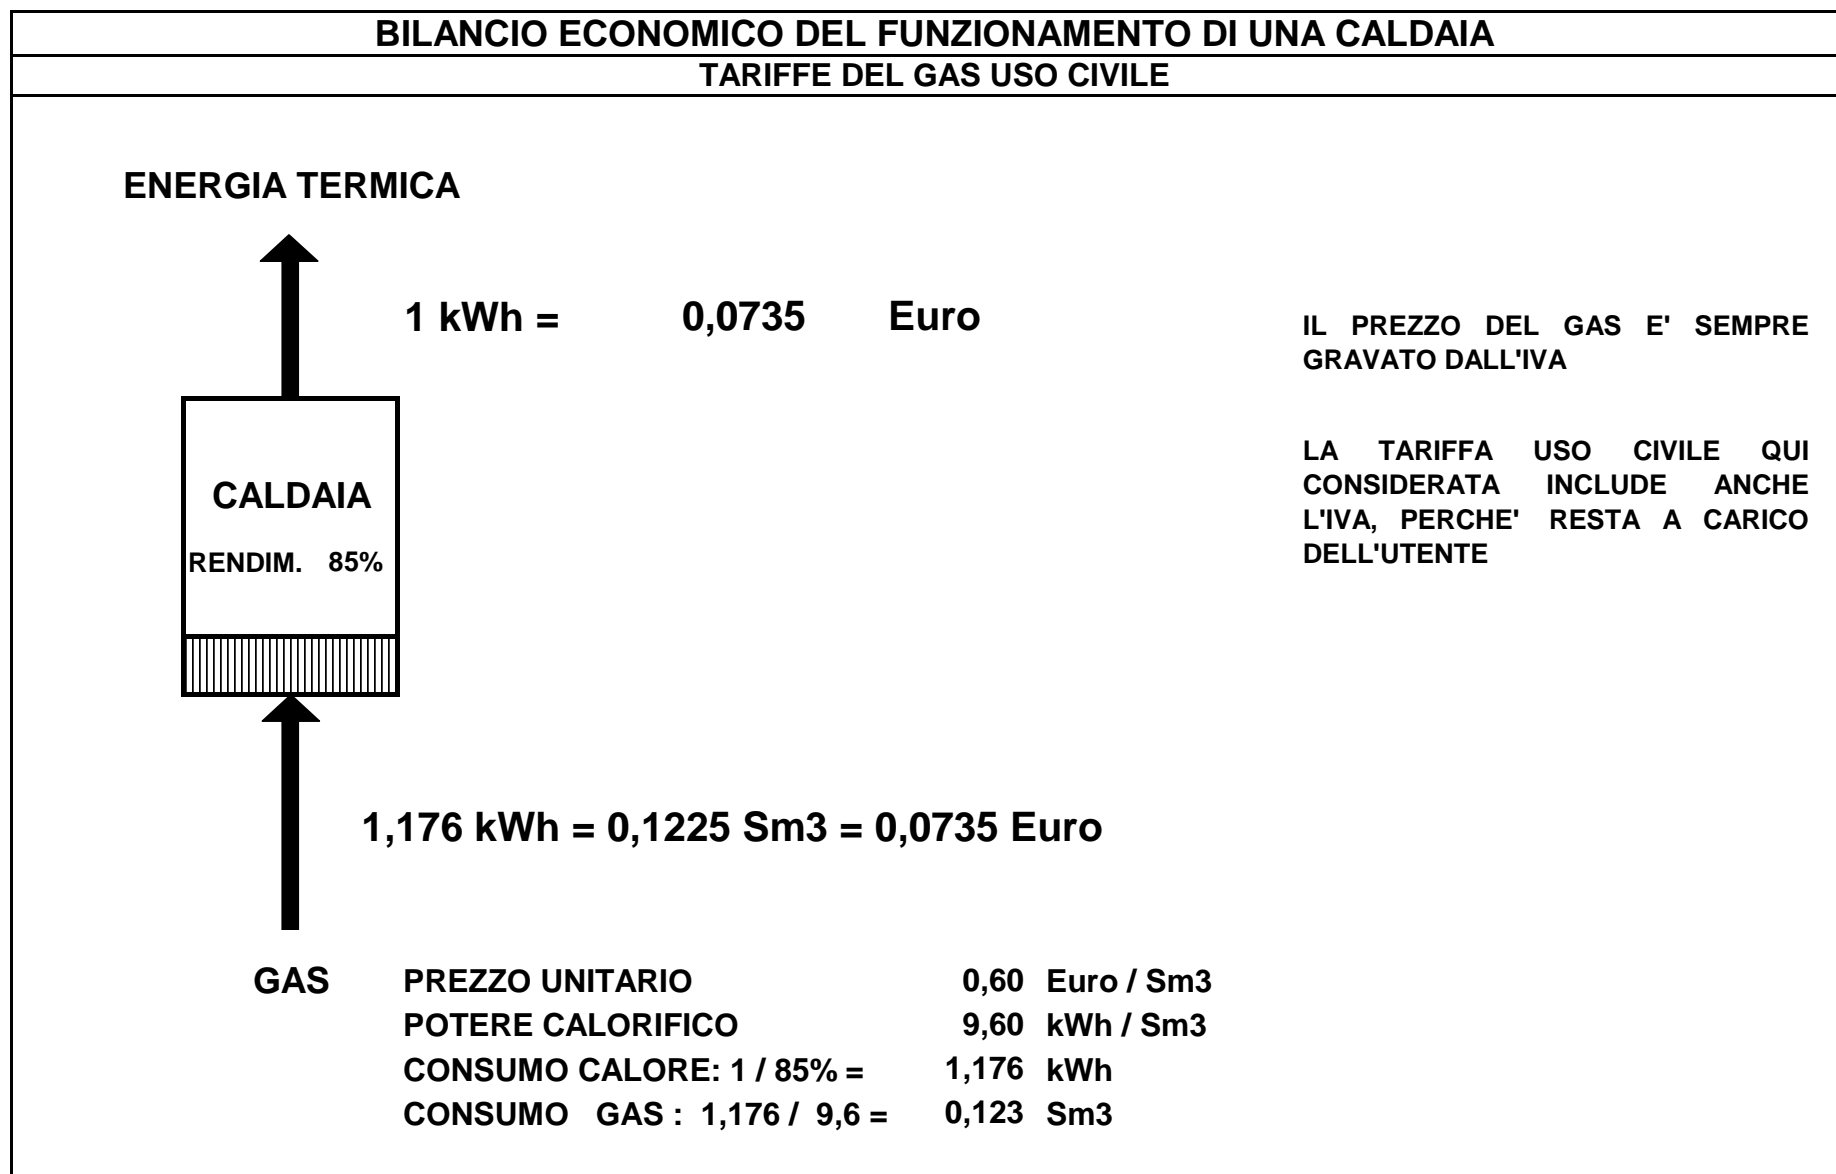 BILANCIO ECONOMICO DEL FUNZIONAMENTO DI UNA CALDAIA
TARIFFE DEL GAS USO CIVILE
ENERGIA TERMICA
1 kWh = 0,0735 Euro
IL PREZZO DEL GAS E' SEMPRE
GRAVATO DALL'IVA
LA TARIFFA USO CIVILE QUI
CONSIDERATA INCLUDE ANCHE
L'IVA, PERCHE' RESTA A CARICO
DELL'UTENTE
CALDAIA
RENDIM. 85%
1,176 kWh = 0,1225 Sm3 = 0,0735 Euro
GAS PREZZO UNITARIO 0,60 Euro / Sm3
POTERE CALORIFICO 9,60 kWh / Sm3
CONSUMO CALORE: 1 / 85% = 1,176 kWh
CONSUMO GAS : 1,176 / 9,6 = 0,123 Sm3